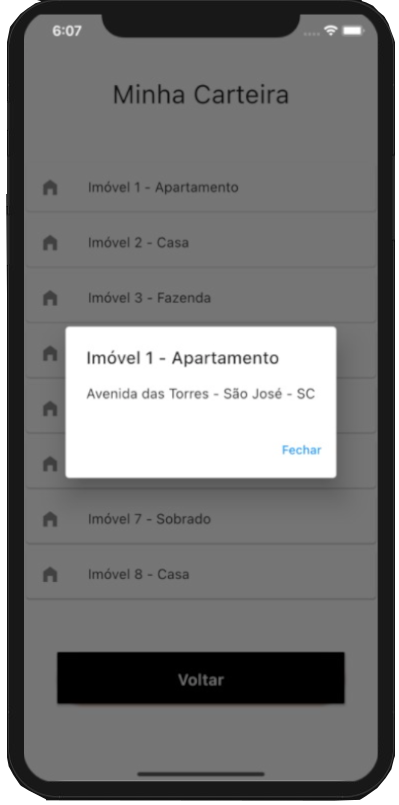 6:07
Minha Carteira
Imóvel 1 - Apartamento
Imóvel 2 - Casa
Imóvel 3 - Fazenda
Imóvel 1 - Apartamento
Avenida das Torres - São José - SC
Fechar
Imóvel 7 - Sobrado
Imóvel 8 - Casa
Voltar